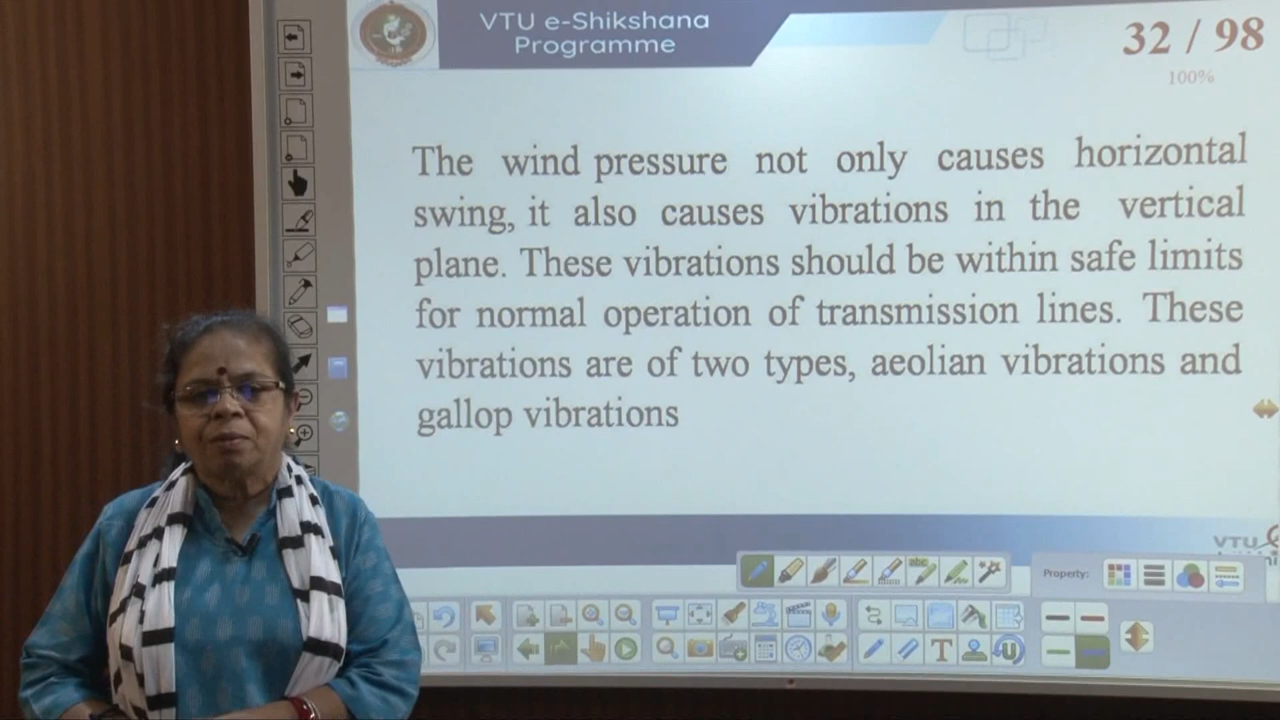 VTU e-Shikshana
Programme
32 / 98
100%
The wind pressure not only causes horizontal
swing, it also causes vibrations in the vertical
plane. These vibrations should be within safe limits
for normal operation of transmission lines. These
vibrations are of two types, aeolian vibrations and
gallop vibrations
VTU
abc
Property:
T
U